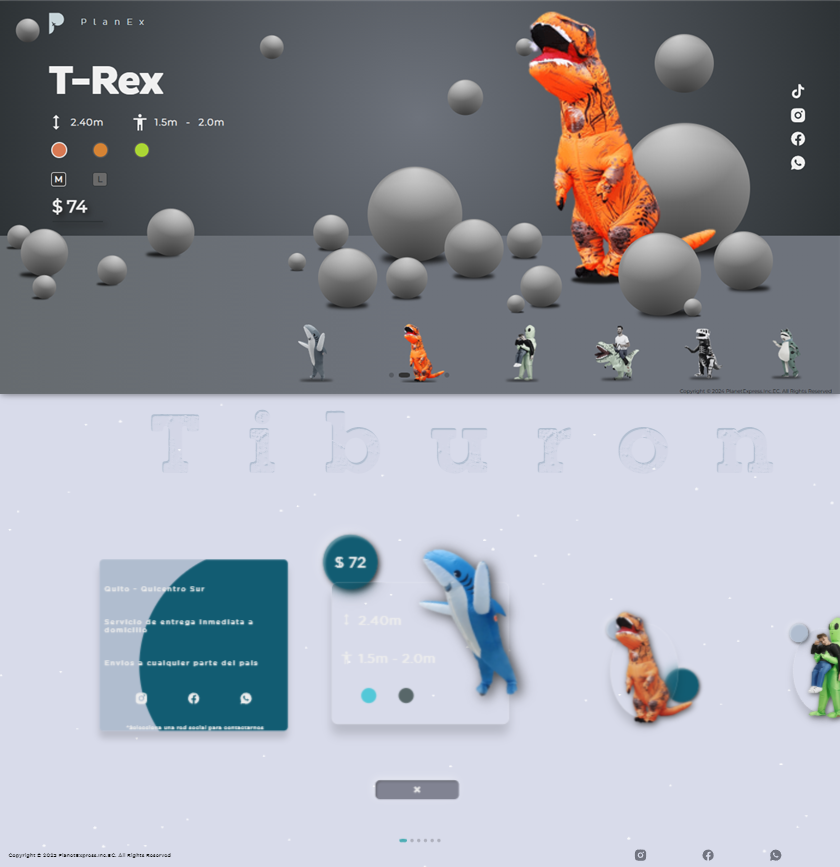 PlanEx
T-Rex
2.40m 1.5m - 2.0m
M L
$ 74
Copyright © 2024 PlanetExpress.Inc.EC. All Rights Reserved
Tiburon
$ 72
Quito - Quicentro Sur
Servicio de entrega inmediata a
domicilio
Envios a cualquier parte del pais
*Selecciona una red social para contactarnos
2.40m
1.5m - 2.0m
Copyright © 2022 PlanetExpress.Inc.EC. All Rights Reserved